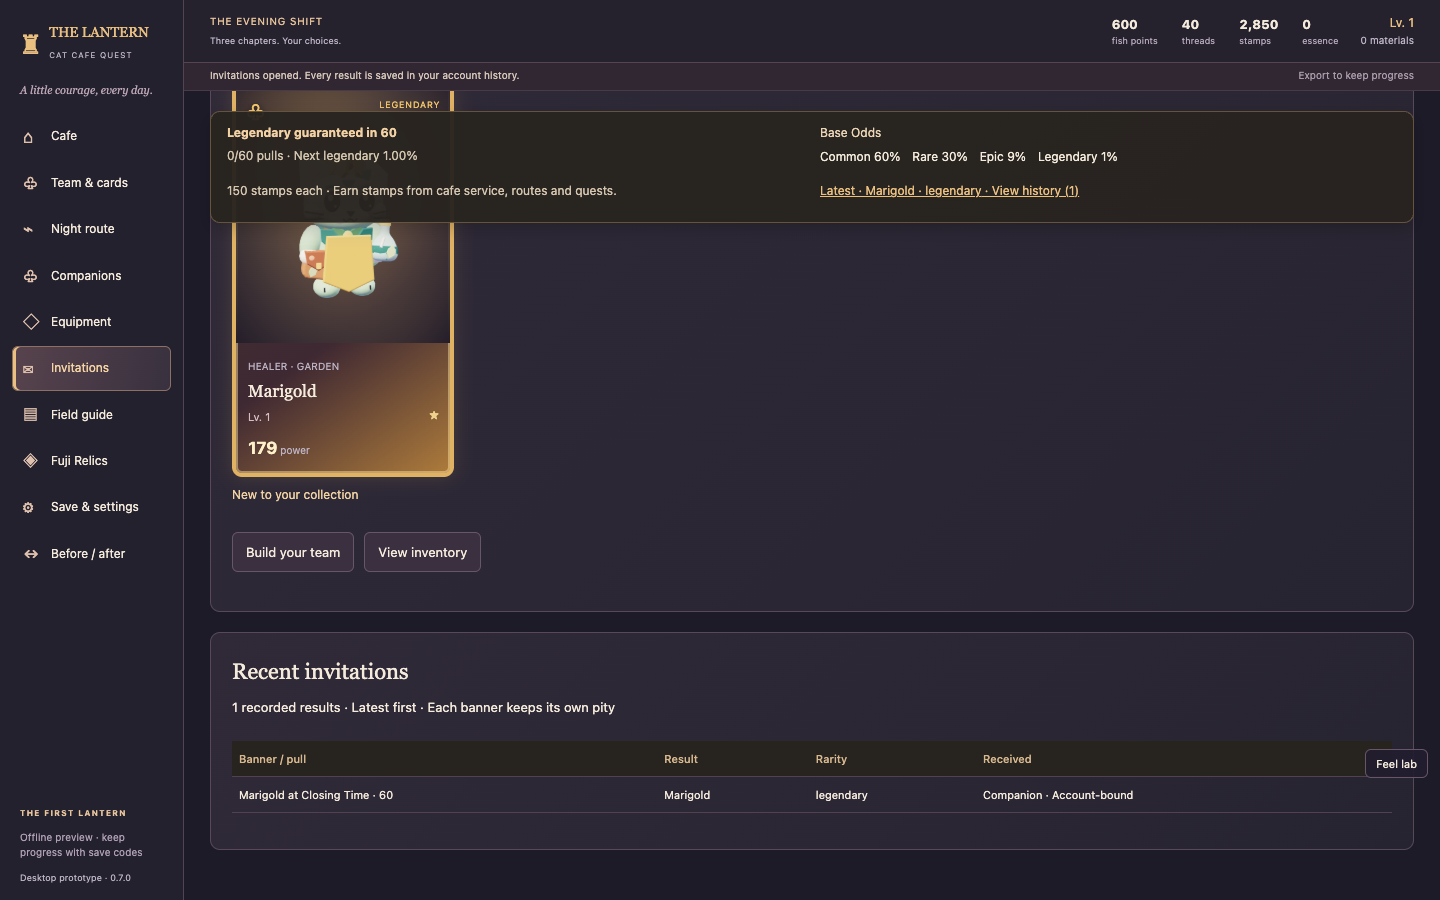 THE LANTERN
CAT CAFE QUEST
A little courage, every day.
Cafe
Team & cards
Night route
Companions
Equipment
Invitations
Field guide
Fuji Relics
Save & settings
Before / after
THE FIRST LANTERN
Offline preview · keep
progress with save codes
Desktop prototype · 0.7.0
THE EVENING SHIFT
Three chapters. Your choices.
600 fish points
40 threads
2,850 stamps
0 essence
Lv. 1
0 materials
Invitations opened. Every result is saved in your account history.
Export to keep progress
LEGENDARY
Legendary guaranteed in 60
0/60 pulls · Next legendary 1.00%
150 stamps each · Earn stamps from cafe service, routes and quests.
Base Odds
Common 60% Rare 30% Epic 9% Legendary 1%
Latest · Marigold · legendary · View history (1)
HEALER · GARDEN
Marigold
Lv. 1
179 power
New to your collection
Build your team
View inventory
Recent invitations
1 recorded results · Latest first · Each banner keeps its own pity
Banner / pull Result Rarity Received
Marigold at Closing Time · 60 Marigold legendary Companion · Account-bound
Feel lab